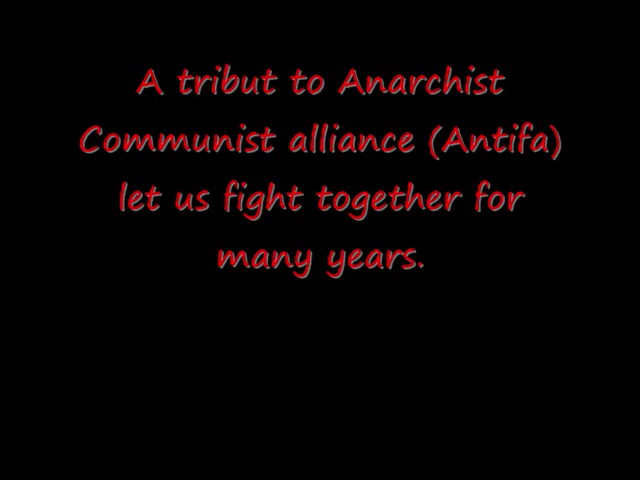 A tribut to Anarchist
Communist alliance (Antifa)
let us fight together for
many years.